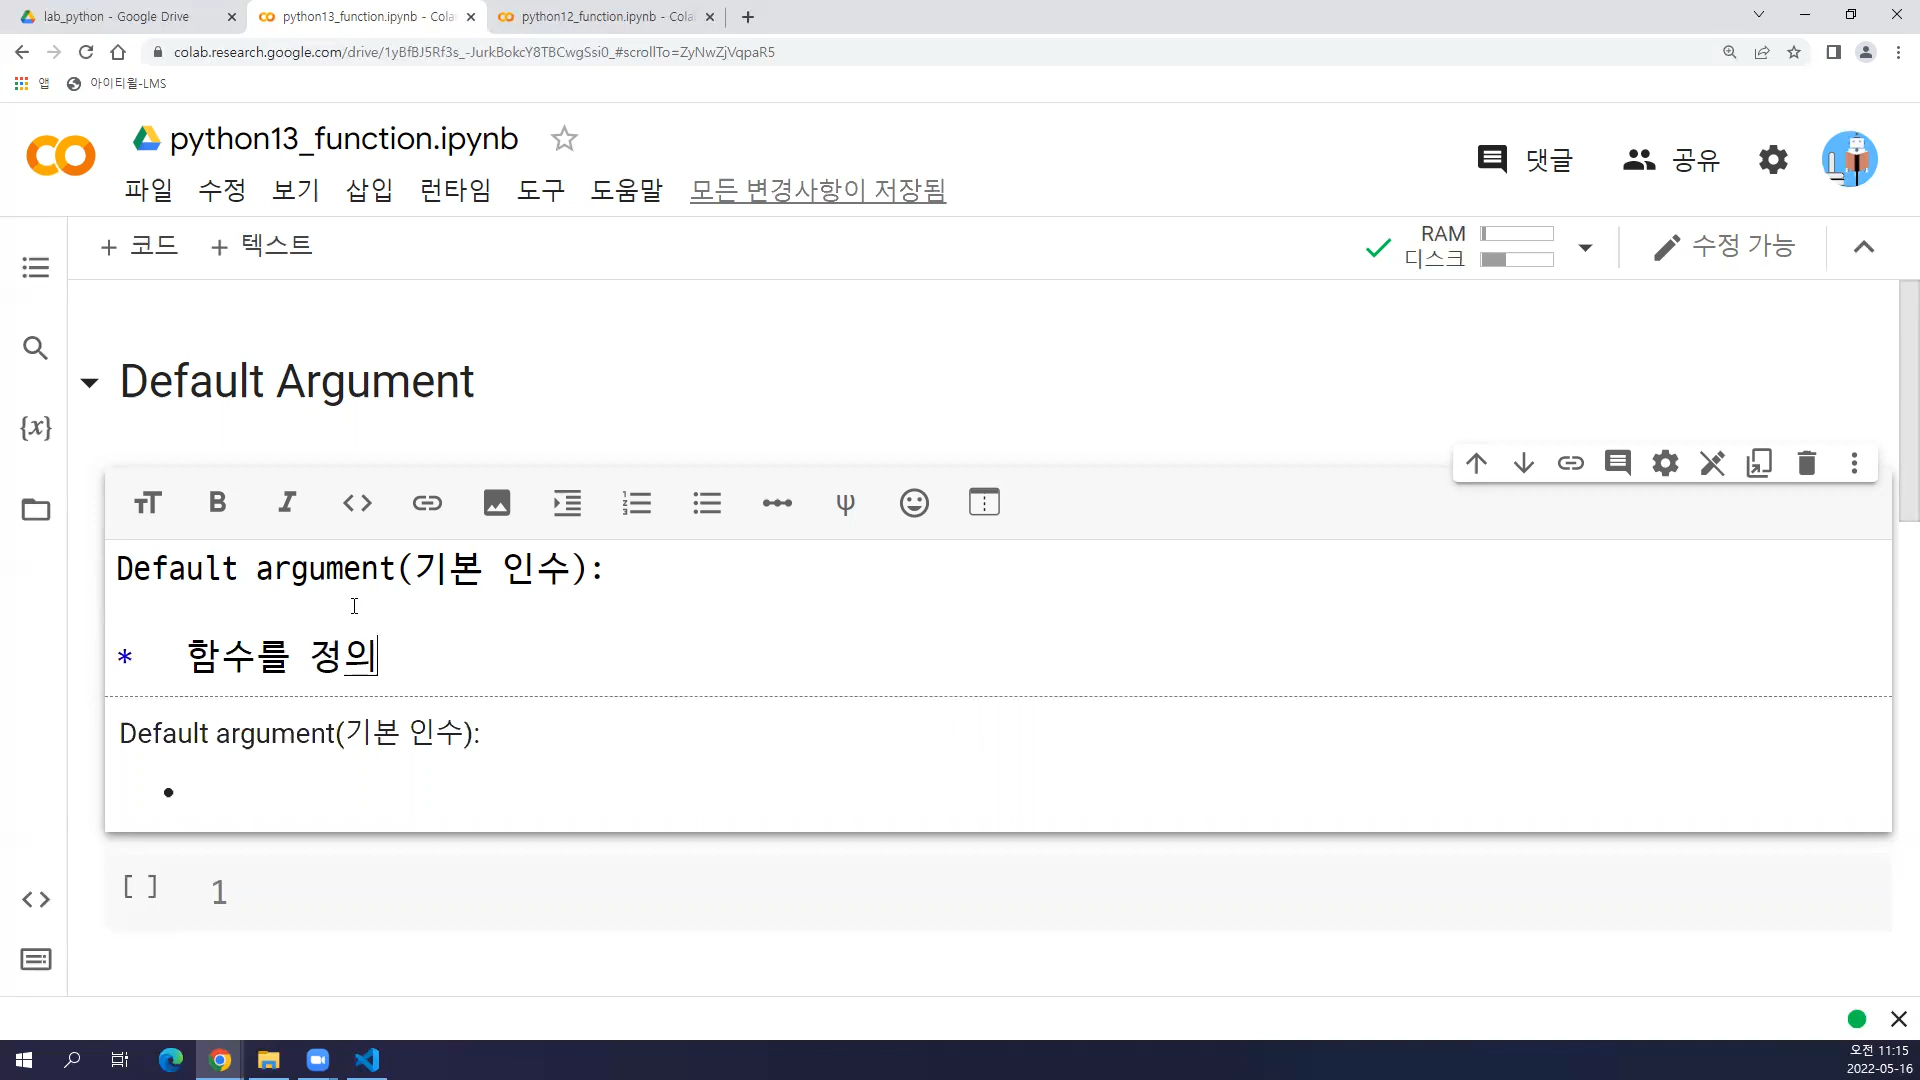 lab_python - Google Drive
python13_function.ipynb - Cola
python12_function.ipynb - Cola
colab.research.google.com/drive/1yBfBJ5Rf3s_-JurkBokcY8TBCwgSsi0_#scrollTo=ZyNwZjVqpaR5
앱
아이티윌-LMS
python13_function.ipynb
댓글
공유
파일 수정 보기 삽입 런타임 도구 도움말 모든 변경사항이 저장됨
+ 코드 + 텍스트
RAM
디스크
수정 가능
{x}
Default Argument
Default argument(기본 인수):
* 함수를 정의
Default argument(기본 인수):
•
[ ] 1
오전 11:15
2022-05-16